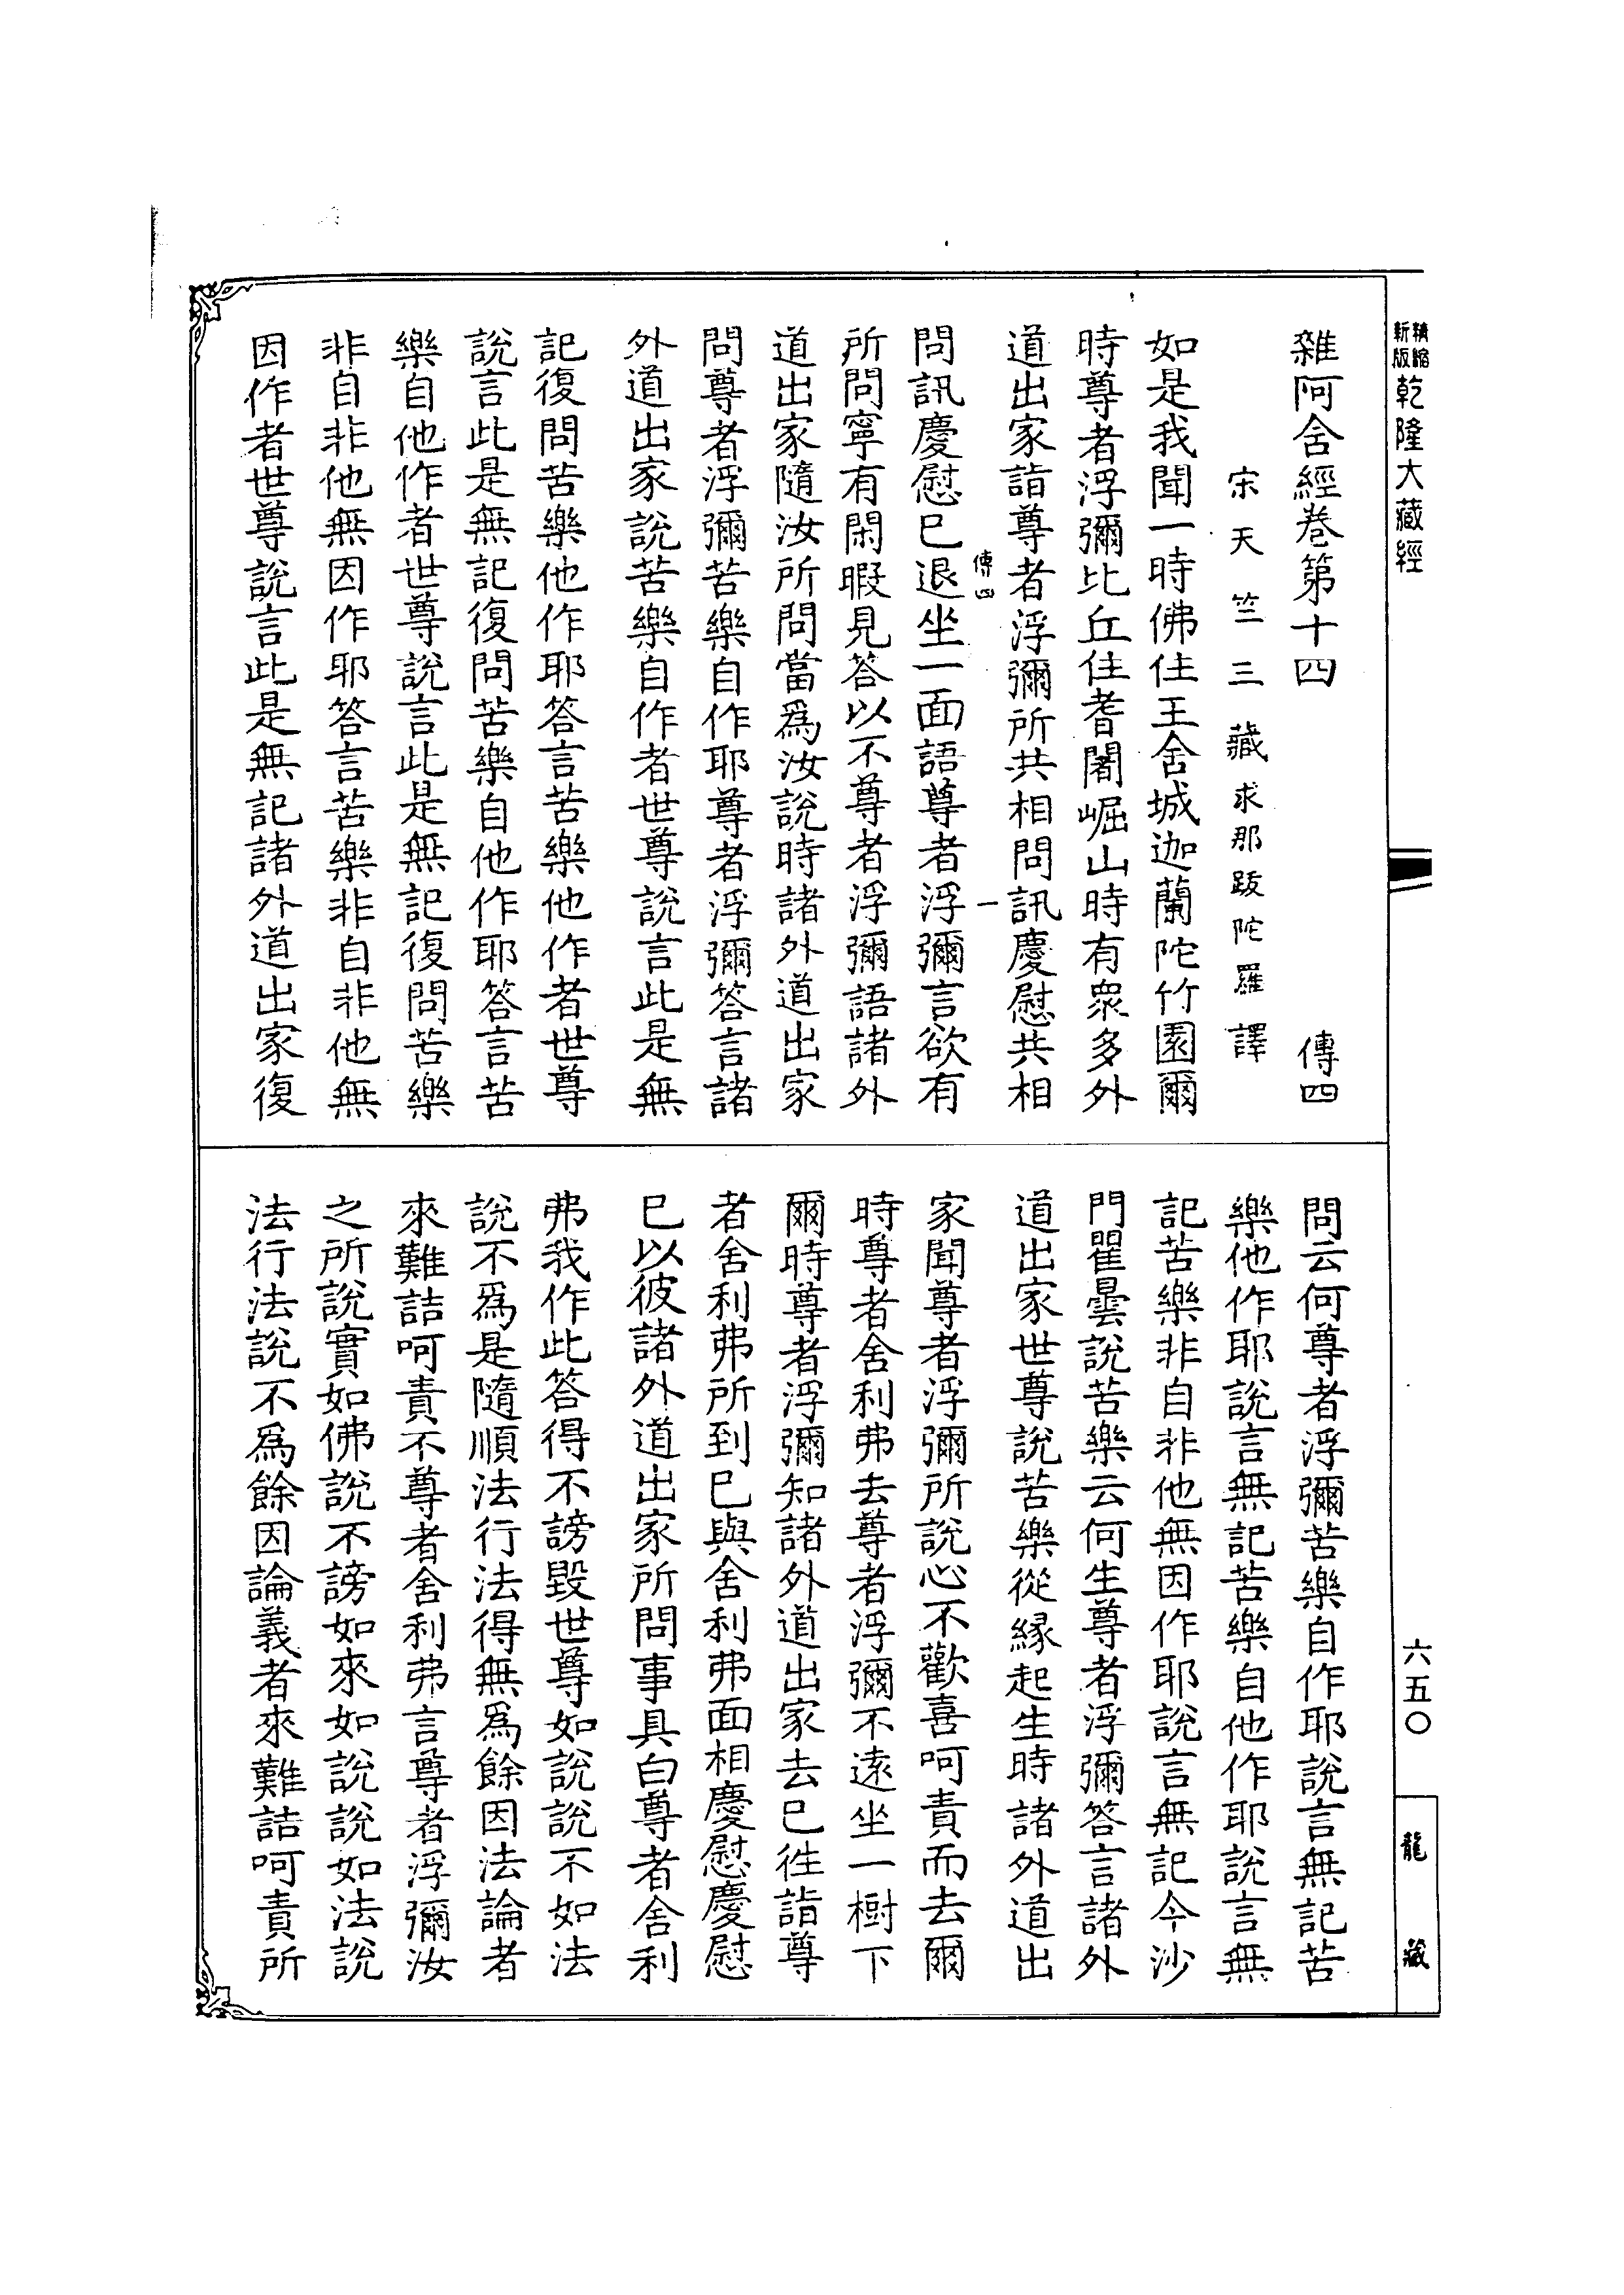 精縮新版乾隆大藏經
雜阿含經卷第十四　傳四
宋天竺三藏求那跋陀羅譯
如是我聞一時佛住王舍城迦蘭陀竹園爾
時尊者浮彌比丘住耆闍崛山時有衆多外
道出家詣尊者浮彌所共相問訊慶慰共相
傳四　一
問訊慶慰已退坐一面語尊者浮彌言欲有
所問寧有閑暇見答以不尊者浮彌語諸外
道出家隨汝所問當爲汝說時諸外道出家
問尊者浮彌苦樂自作耶尊者浮彌答言諸
外道出家說苦樂自作者世尊說言此是無
記復問苦樂他作耶答言苦樂他作者世尊
說言此是無記復問苦樂自他作耶答言苦
樂自他作者世尊說言此是無記復問苦樂
非自非他無因作耶答言苦樂非自非他無
因作者世尊說言此是無記諸外道出家復
問云何尊者浮彌苦樂自作耶說言無記苦
樂他作耶說言無記苦樂自他作耶說言無
記苦樂非自非他無因作耶說言無記今沙
門瞿曇說苦樂云何生尊者浮彌答言諸外
道出家世尊說苦樂從緣起生時諸外道出
家聞尊者浮彌所說心不歡喜呵責而去爾
時尊者舍利弗去尊者浮彌不遠坐一樹下
爾時尊者浮彌知諸外道出家去已徃詣尊
者舍利弗所到已與舍利弗面相慶慰慶慰
已以彼諸外道出家所問事具白尊者舍利
弗我作此答得不謗毀世尊如說說不如法
說不爲是隨順法行法得無爲餘因法論者
來難詰呵責不尊者舍利弗言尊者浮彌汝
之所說實如佛說不謗如來如說說如法說
法行法說不爲餘因論義者來難詰呵責所
六五〇
龍藏